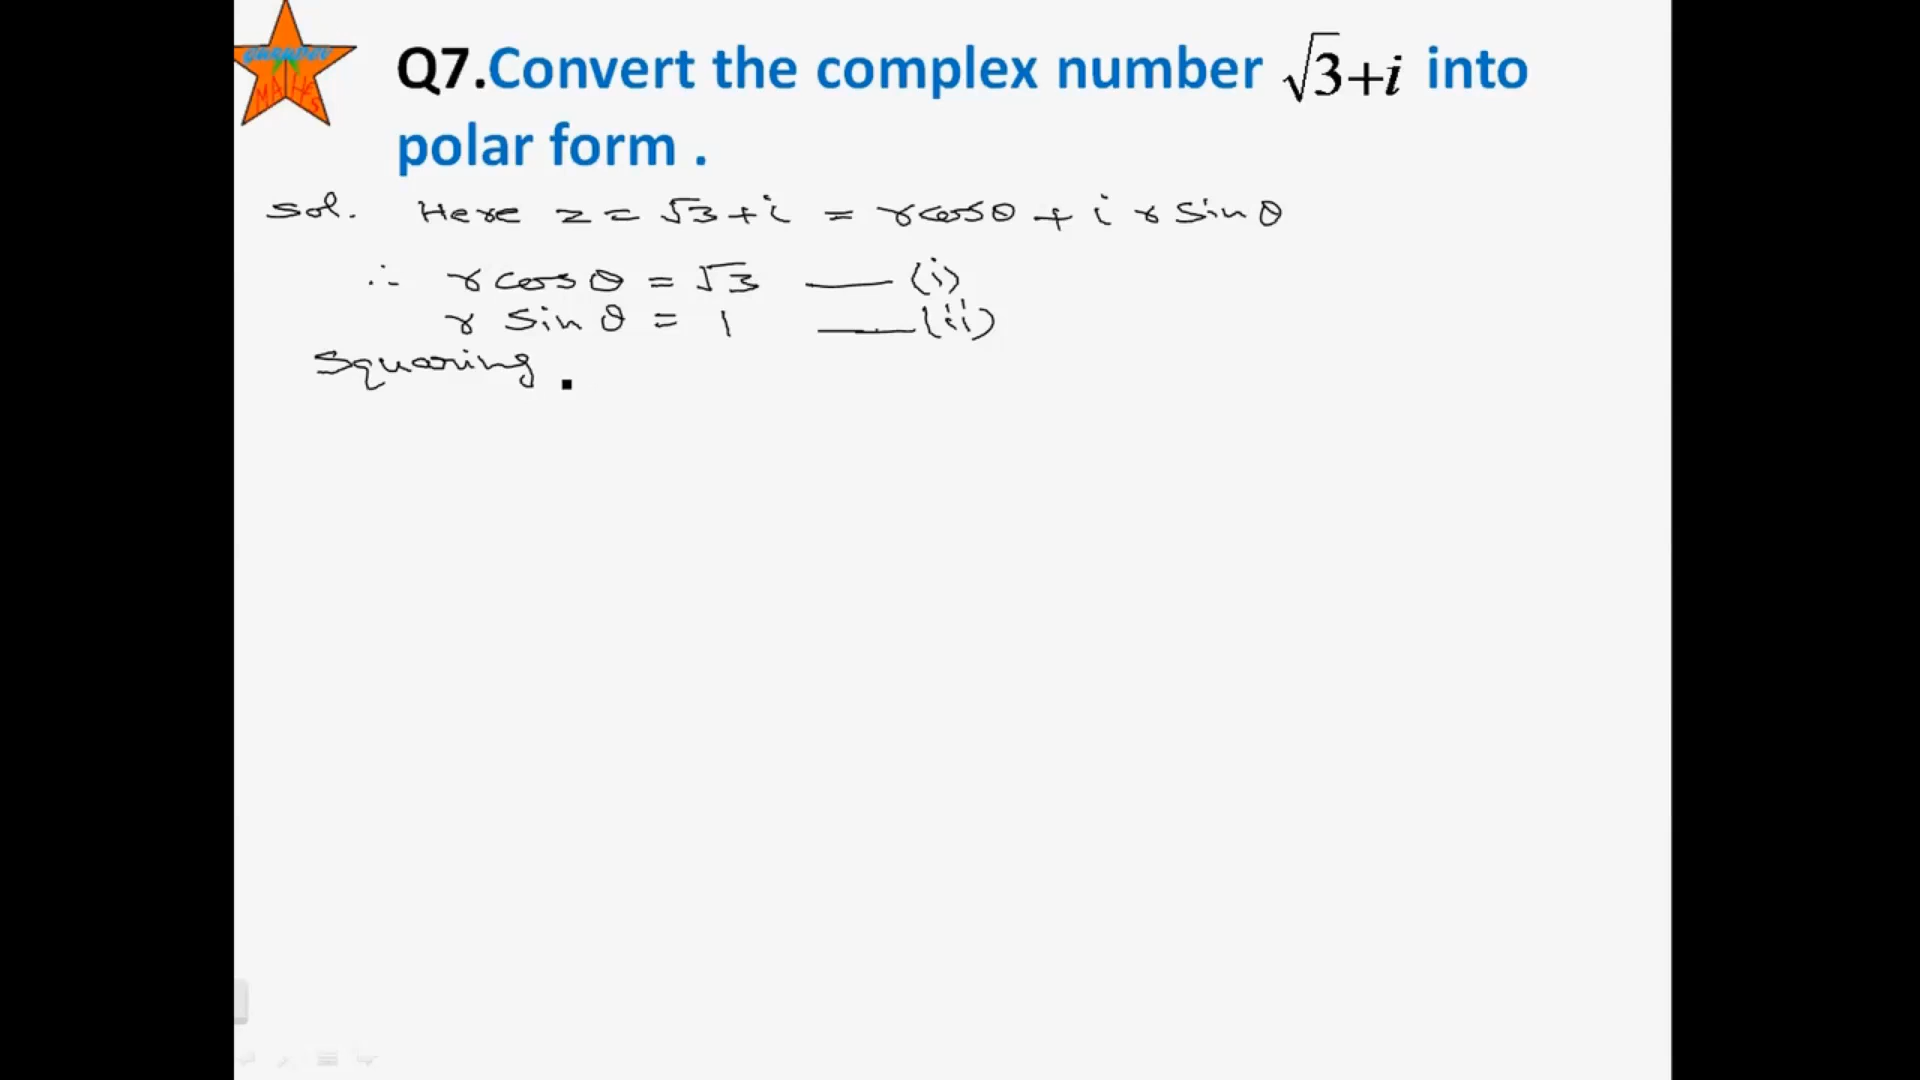 Q7.Convert the complex number √3+i into
polar form .
Sol. Here z = √3+i = r cosθ + i r sinθ
∴ r cosθ = √3 —— (i)
r sinθ = 1 —— (ii)
Squaring
MATHS